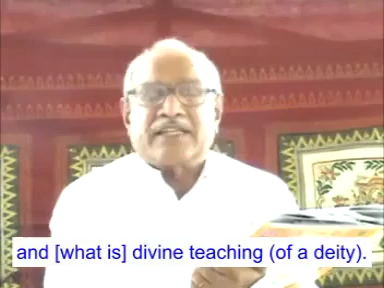 and [what is] divine teaching (of a deity).